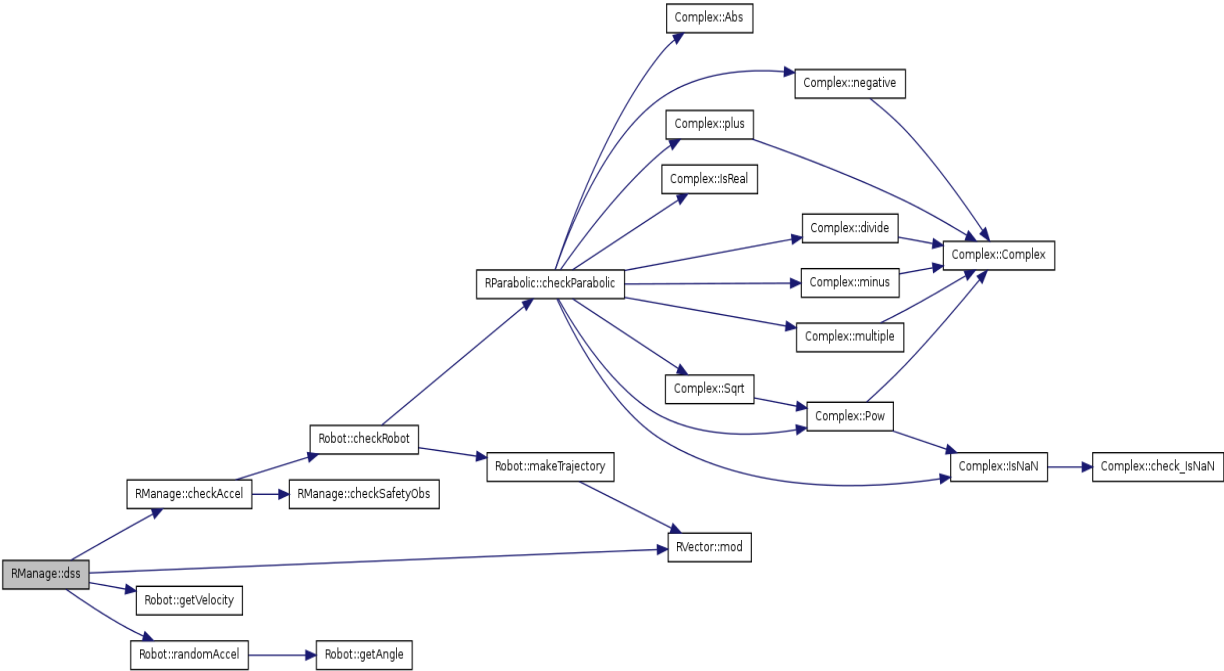 Complex::Abs
Complex::negative
Complex::plus
Complex::IsReal
Complex::divide
Complex::Complex
RParabolic::checkParabolic
Complex::minus
Complex::multiple
Complex::Sqrt
Complex::Pow
Robot::checkRobot
Robot::makeTrajectory
Complex::IsNaN
Complex::check_IsNaN
RManage::checkAccel
RManage::checkSafetyObs
RVector::mod
RManage::dss
Robot::getVelocity
Robot::randomAccel
Robot::getAngle